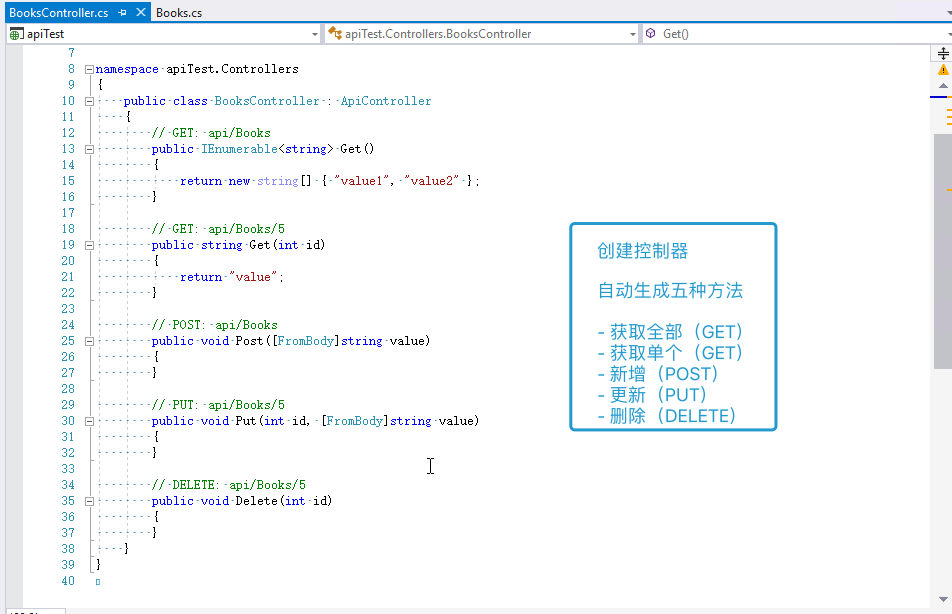 BooksController.cs Books.cs
apiTest apiTest.Controllers.BooksController Get()
7
8 namespace apiTest.Controllers
9 {
10 public class BooksController : ApiController
11 {
12 // GET: api/Books
13 public IEnumerable<string> Get()
14 {
15 return new string[] { "value1", "value2" };
16 }
17
18 // GET: api/Books/5
19 public string Get(int id)
20 {
21 return "value";
22 }
23
24 // POST: api/Books
25 public void Post([FromBody]string value)
26 {
27 }
28
29 // PUT: api/Books/5
30 public void Put(int id, [FromBody]string value)
31 {
32 }
33
34 // DELETE: api/Books/5
35 public void Delete(int id)
36 {
37 }
38 }
39 }
40
创建控制器
自动生成五种方法
- 获取全部（GET）
- 获取单个（GET）
- 新增（POST）
- 更新（PUT）
- 删除（DELETE）